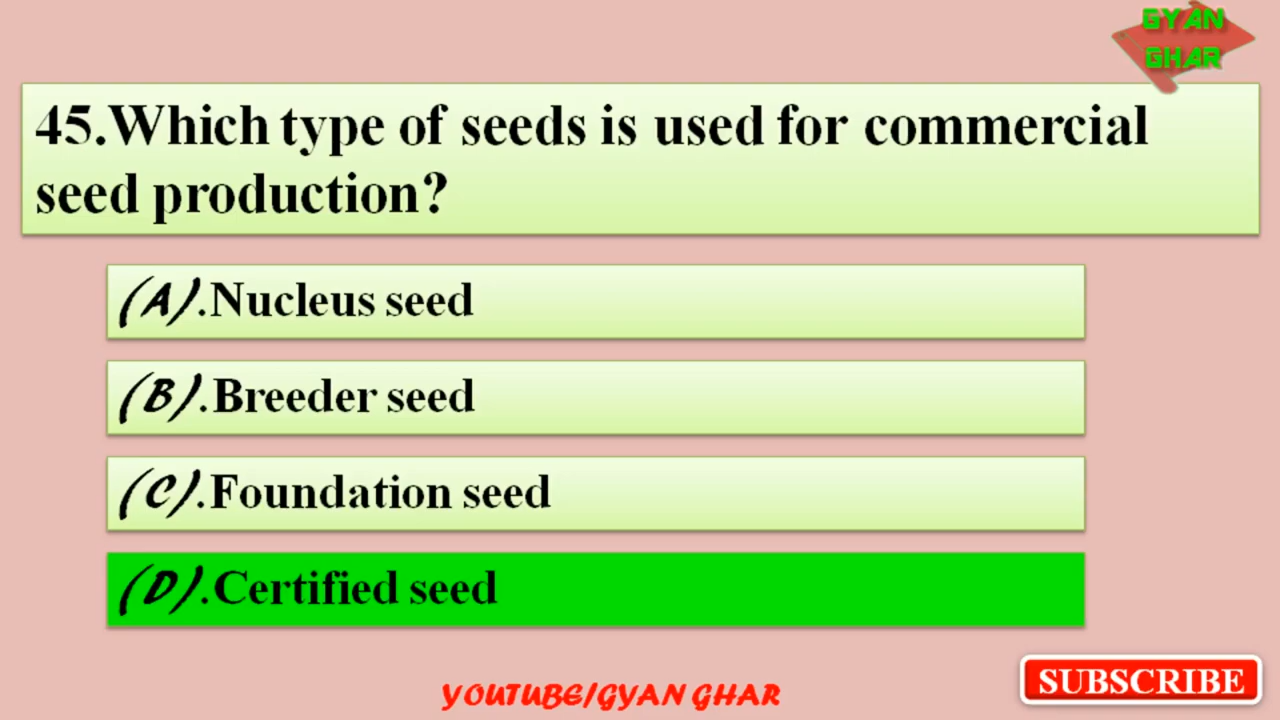 GYAN
GHAR
45.Which type of seeds is used for commercial
seed production?
(A).Nucleus seed
(B).Breeder seed
(C).Foundation seed
(D).Certified seed
YOUTUBE/GYAN GHAR
SUBSCRIBE